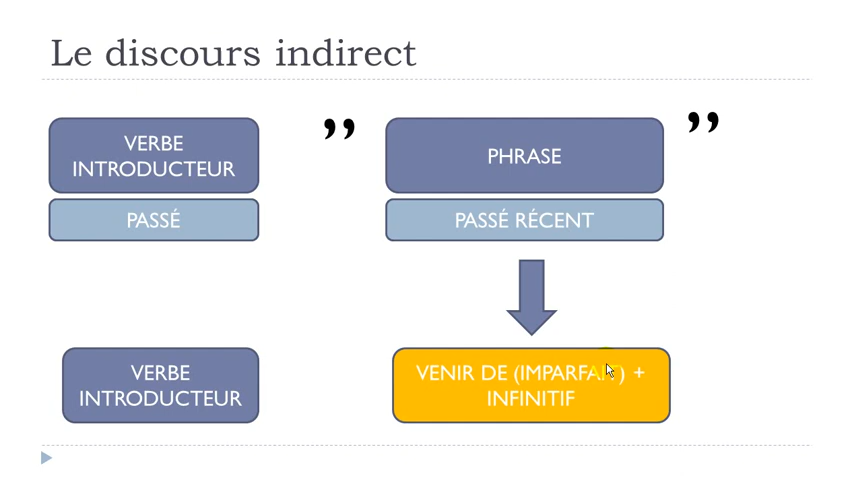 Le discours indirect
VERBE
INTRODUCTEUR
”
PHRASE
”
PASSÉ
PASSÉ RÉCENT
VERBE
INTRODUCTEUR
VENIR DE (IMPARFAIT) +
INFINITIF